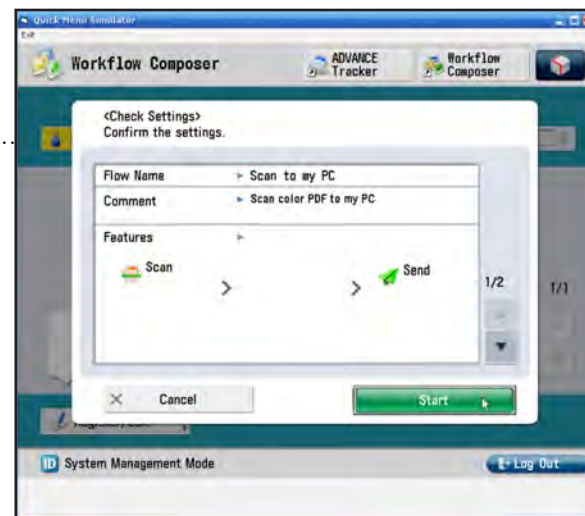 Quick Menu Simulator
Exit
Workflow Composer
ADVANCE Tracker
Workflow Composer
<Check Settings>
Confirm the settings.
Flow Name ▸ Scan to my PC
Comment ▸ Scan color PDF to my PC
Features ▸
Scan > > Send
1/2
1/1
× Cancel
Start
ID System Management Mode
Log Out